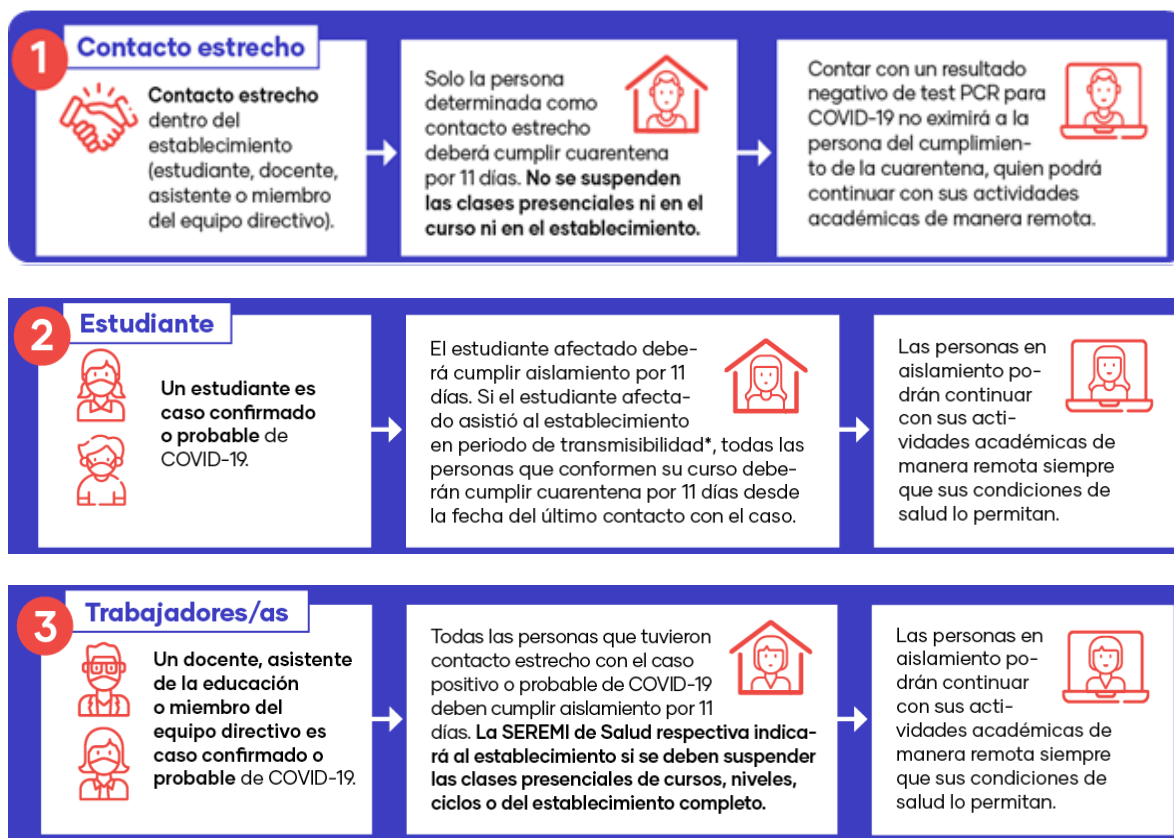 1
Contacto estrecho
Contacto estrecho
dentro del
establecimiento
(estudiante, docente,
asistente o miembro
del equipo directivo).
Solo la persona
determinada como
contacto estrecho
deberá cumplir cuarentena
por 11 días. No se suspenden
las clases presenciales ni en el
curso ni en el establecimiento.
Contar con un resultado
negativo de test PCR para
COVID-19 no eximirá a la
persona del cumplimien-
to de la cuarentena, quien podrá
continuar con sus actividades
académicas de manera remota.
2
Estudiante
Un estudiante es
caso confirmado
o probable de
COVID-19.
El estudiante afectado debe-
rá cumplir aislamiento por 11
días. Si el estudiante afecta-
do asistió al establecimiento
en periodo de transmisibilidad*, todas las
personas que conformen su curso debe-
rán cumplir cuarentena por 11 días desde
la fecha del último contacto con el caso.
Las personas en
aislamiento po-
drán continuar
con sus acti-
vidades académicas de
manera remota siempre
que sus condiciones de
salud lo permitan.
3
Trabajadores/as
Un docente, asistente
de la educación
o miembro del
equipo directivo es
caso confirmado o
probable de COVID-19.
Todas las personas que tuvieron
contacto estrecho con el caso
positivo o probable de COVID-19
deben cumplir aislamiento por 11
días. La SEREMI de Salud respectiva indica-
rá al establecimiento si se deben suspender
las clases presenciales de cursos, niveles,
ciclos o del establecimiento completo.
Las personas en
aislamiento po-
drán continuar
con sus acti-
vidades académicas de
manera remota siempre
que sus condiciones de
salud lo permitan.